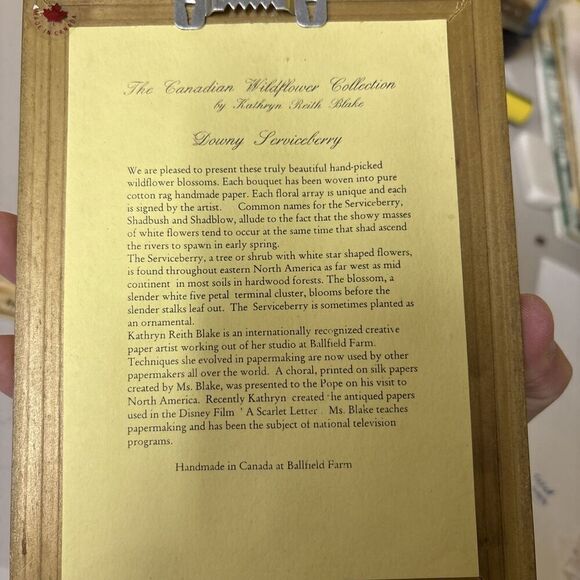 MADE IN CANADA
The Canadian Wildflower Collection
by Kathryn Reith Blake
Downy Serviceberry
We are pleased to present these truly beautiful hand-picked
wildflower blossoms. Each bouquet has been woven into pure
cotton rag handmade paper. Each floral array is unique and each
is signed by the artist. Common names for the Serviceberry,
Shadbush and Shadblow, allude to the fact that the showy masses
of white flowers tend to occur at the same time that shad ascend
the rivers to spawn in early spring.
The Serviceberry, a tree or shrub with white star shaped flowers,
is found throughout eastern North America as far west as mid
continent in most soils in hardwood forests. The blossom, a
slender white five petal terminal cluster, blooms before the
slender stalks leaf out. The Serviceberry is sometimes planted as
an ornamental.
Kathryn Reith Blake is an internationally recognized creative
paper artist working out of her studio at Ballfield Farm.
Techniques she evolved in papermaking are now used by other
papermakers all over the world. A choral, printed on silk papers
created by Ms. Blake, was presented to the Pope on his visit to
North America. Recently Kathryn created the antiqued papers
used in the Disney Film ' A Scarlet Letter . Ms. Blake teaches
papermaking and has been the subject of national television
programs.
Handmade in Canada at Ballfield Farm